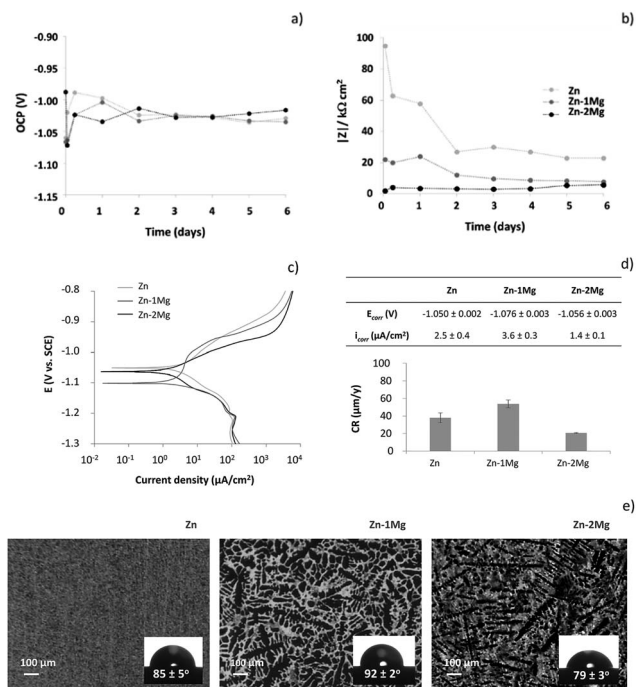 a)
-0.90
-0.95
-1.00
-1.05
-1.10
-1.15
OCP (V)
0 1 2 3 4 5 6
Time (days)
b)
100
80
60
40
20
0
|Z|/ kΩ cm²
Zn
Zn-1Mg
Zn-2Mg
0 1 2 3 4 5 6
Time (days)
c)
Zn
Zn-1Mg
Zn-2Mg
-0.8
-0.9
-1.0
-1.1
-1.2
-1.3
E (V vs. SCE)
10⁻² 10⁻¹ 10⁰ 10¹ 10² 10³ 10⁴
Current density (µA/cm²)
d)
Zn Zn-1Mg Zn-2Mg
Ecorr (V) -1.050 ± 0.002 -1.076 ± 0.003 -1.056 ± 0.003
icorr (µA/cm²) 2.5 ± 0.4 3.6 ± 0.3 1.4 ± 0.1
100
80
60
40
20
0
CR (µm/y)
Zn Zn-1Mg Zn-2Mg
e)
Zn Zn-1Mg Zn-2Mg
100 µm 85 ± 5° 100 µm 92 ± 2° 100 µm 79 ± 3°